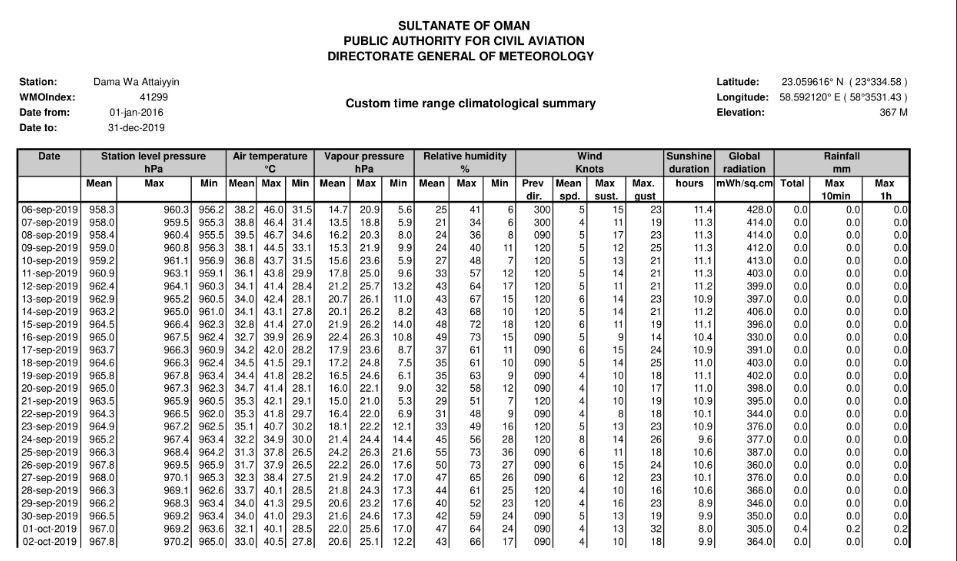 SULTANATE OF OMAN
PUBLIC AUTHORITY FOR CIVIL AVIATION
DIRECTORATE GENERAL OF METEOROLOGY
Station: Dama Wa Attaiyyin Latitude: 23.059616° N ( 23°334.58 )
WMOIndex: 41299 Longitude: 58.592120° E ( 58°3531.43 )
Custom time range climatological summary
Date from: 01-jan-2016 Elevation: 367 M
Date to: 31-dec-2019
Date Station level pressure Air temperature Vapour pressure Relative humidity Wind Sunshine Global Rainfall
hPa °C hPa % Knots duration radiation mm
Mean Max Min Mean Max Min Mean Max Min Mean Max Min Prev Mean Max Max. hours mWh/sq.cm Total Max Max
dir. spd. sust. gust 10min 1h
06-sep-2019 958.3 960.3 956.2 38.2 46.0 31.5 14.7 20.9 5.6 25 41 6 300 5 15 23 11.4 428.0 0.0 0.0 0.0
07-sep-2019 958.0 959.5 955.3 38.8 46.4 31.4 13.5 18.8 5.9 21 34 6 300 4 11 19 11.3 414.0 0.0 0.0 0.0
08-sep-2019 958.4 960.4 955.5 39.5 46.7 34.6 16.2 20.3 8.0 24 36 8 090 5 17 23 11.3 414.0 0.0 0.0 0.0
09-sep-2019 959.0 960.8 956.3 38.1 44.5 33.1 15.3 21.9 9.9 24 40 11 120 5 12 25 11.3 412.0 0.0 0.0 0.0
10-sep-2019 959.2 961.1 956.9 36.8 43.7 31.5 15.6 23.6 5.9 27 48 7 120 5 13 21 11.1 413.0 0.0 0.0 0.0
11-sep-2019 960.9 963.1 959.1 36.1 43.8 29.9 17.8 25.0 9.6 33 57 12 120 5 14 21 11.3 403.0 0.0 0.0 0.0
12-sep-2019 962.4 964.1 960.3 34.1 41.4 28.4 21.2 25.7 13.2 43 64 17 120 5 11 21 11.2 399.0 0.0 0.0 0.0
13-sep-2019 962.9 965.2 960.5 34.0 42.4 28.1 20.7 26.1 11.0 43 67 15 120 6 14 23 10.9 397.0 0.0 0.0 0.0
14-sep-2019 963.2 965.0 961.0 34.1 43.1 27.8 20.1 26.2 8.2 43 68 10 120 5 14 21 11.2 406.0 0.0 0.0 0.0
15-sep-2019 964.5 966.4 962.3 32.8 41.4 27.0 21.9 26.2 14.0 48 72 18 120 6 11 19 11.1 396.0 0.0 0.0 0.0
16-sep-2019 965.0 967.5 962.4 32.7 39.9 26.9 22.4 26.3 10.8 49 73 15 090 5 9 14 10.4 330.0 0.0 0.0 0.0
17-sep-2019 963.7 966.3 960.9 34.2 42.0 28.2 17.9 23.6 8.7 37 61 11 090 6 15 24 10.9 391.0 0.0 0.0 0.0
18-sep-2019 964.6 966.3 962.4 34.5 41.5 29.1 17.2 24.8 7.5 35 61 10 090 5 14 25 11.0 403.0 0.0 0.0 0.0
19-sep-2019 965.8 967.8 963.4 34.4 41.8 28.2 16.5 24.6 6.1 35 63 9 090 4 10 18 11.1 402.0 0.0 0.0 0.0
20-sep-2019 965.0 967.3 962.3 34.7 41.4 28.1 16.0 22.1 9.0 32 58 12 090 4 10 17 11.0 398.0 0.0 0.0 0.0
21-sep-2019 963.5 965.9 960.5 35.3 42.1 29.1 15.0 21.0 5.3 29 51 7 120 4 10 19 10.9 395.0 0.0 0.0 0.0
22-sep-2019 964.3 966.5 962.0 35.3 41.8 29.7 16.4 22.0 6.9 31 48 9 090 4 8 18 10.1 344.0 0.0 0.0 0.0
23-sep-2019 964.9 967.2 962.5 35.1 40.7 30.2 18.1 22.2 12.1 33 49 16 120 5 13 23 10.9 376.0 0.0 0.0 0.0
24-sep-2019 965.2 967.4 963.4 32.2 34.9 30.0 21.4 24.4 14.4 45 56 28 120 8 14 26 9.6 377.0 0.0 0.0 0.0
25-sep-2019 966.3 968.4 964.2 31.3 37.8 26.5 24.2 26.3 21.6 55 73 36 090 6 11 18 10.6 387.0 0.0 0.0 0.0
26-sep-2019 967.8 969.5 965.9 31.7 37.9 26.5 22.2 26.0 17.6 50 73 27 090 6 15 24 10.6 360.0 0.0 0.0 0.0
27-sep-2019 968.0 970.1 965.3 32.3 38.4 27.5 21.9 25.2 17.0 47 65 26 090 6 12 23 10.1 376.0 0.0 0.0 0.0
28-sep-2019 966.3 969.1 962.6 33.7 40.1 28.5 21.8 24.3 17.3 44 61 25 120 4 10 16 10.6 366.0 0.0 0.0 0.0
29-sep-2019 966.2 968.3 963.4 34.0 41.3 29.5 20.6 23.2 17.6 40 52 23 120 4 16 23 8.9 346.0 0.0 0.0 0.0
30-sep-2019 966.5 969.2 963.4 34.0 41.0 29.3 21.6 24.6 17.3 42 59 24 090 5 13 19 9.9 350.0 0.0 0.0 0.0
01-oct-2019 967.0 969.2 963.6 32.1 40.1 28.5 22.0 25.6 17.0 47 64 24 090 4 13 32 8.0 305.0 0.4 0.2 0.2
02-oct-2019 967.8 970.2 965.0 33.0 40.5 27.8 20.6 25.1 12.2 43 66 17 090 4 10 18 9.9 364.0 0.0 0.0 0.0